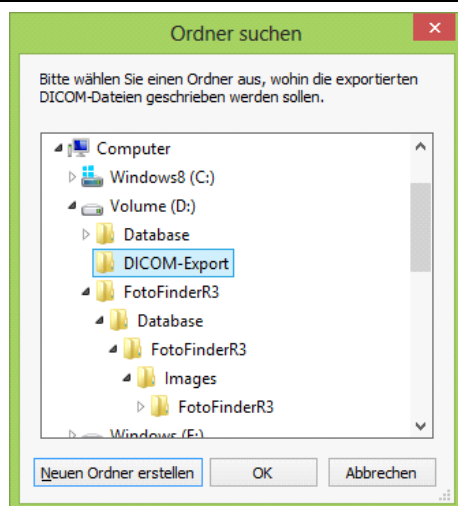 Ordner suchen
Bitte wählen Sie einen Ordner aus, wohin die exportierten
DICOM-Dateien geschrieben werden sollen.
Computer
Windows8 (C:)
Volume (D:)
Database
DICOM-Export
FotoFinderR3
Database
FotoFinderR3
Images
FotoFinderR3
Windows (E:)
Neuen Ordner erstellen OK Abbrechen